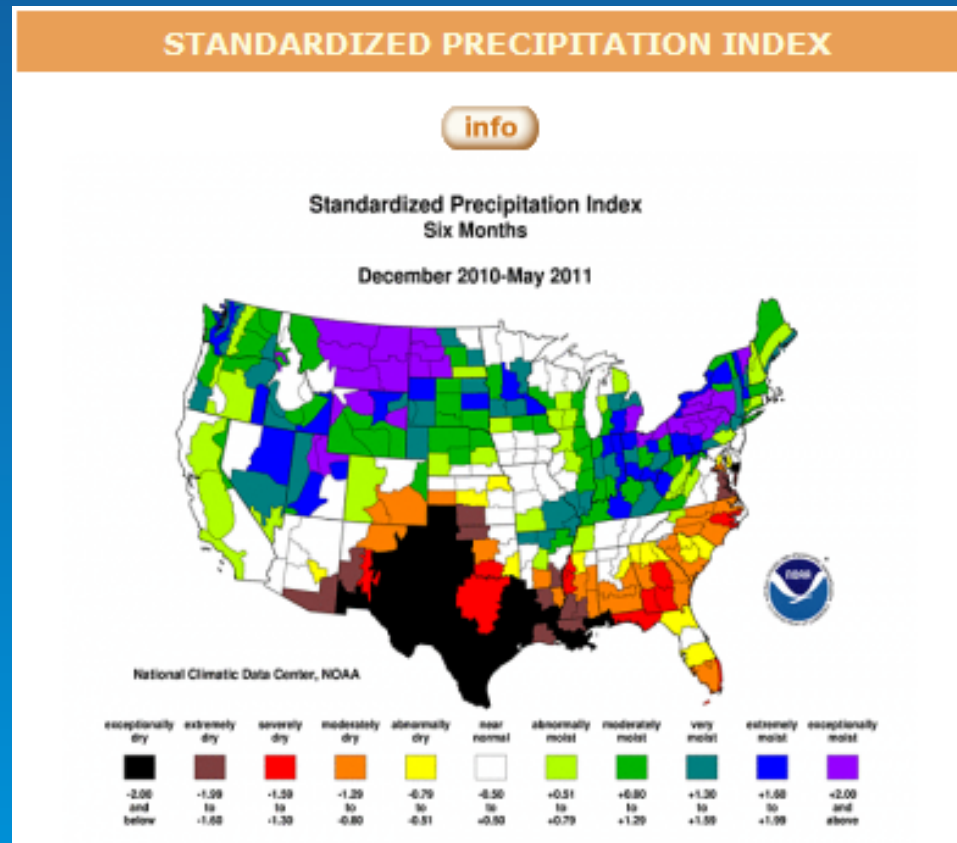 STANDARDIZED PRECIPITATION INDEX
info
Standardized Precipitation Index
Six Months
December 2010-May 2011
NOAA
National Climatic Data Center, NOAA
exceptionally extremely severely moderately abnormally near abnormally moderately very extremely exceptionally
dry dry dry dry dry normal moist moist moist moist moist
-2.00 -1.99 -1.59 -1.29 -0.79 -0.50 +0.51 +0.80 +1.30 +1.60 +2.00
and to to to to to to to to to and
below -1.60 -1.30 -0.80 -0.51 +0.50 +0.79 +1.29 +1.59 +1.99 above